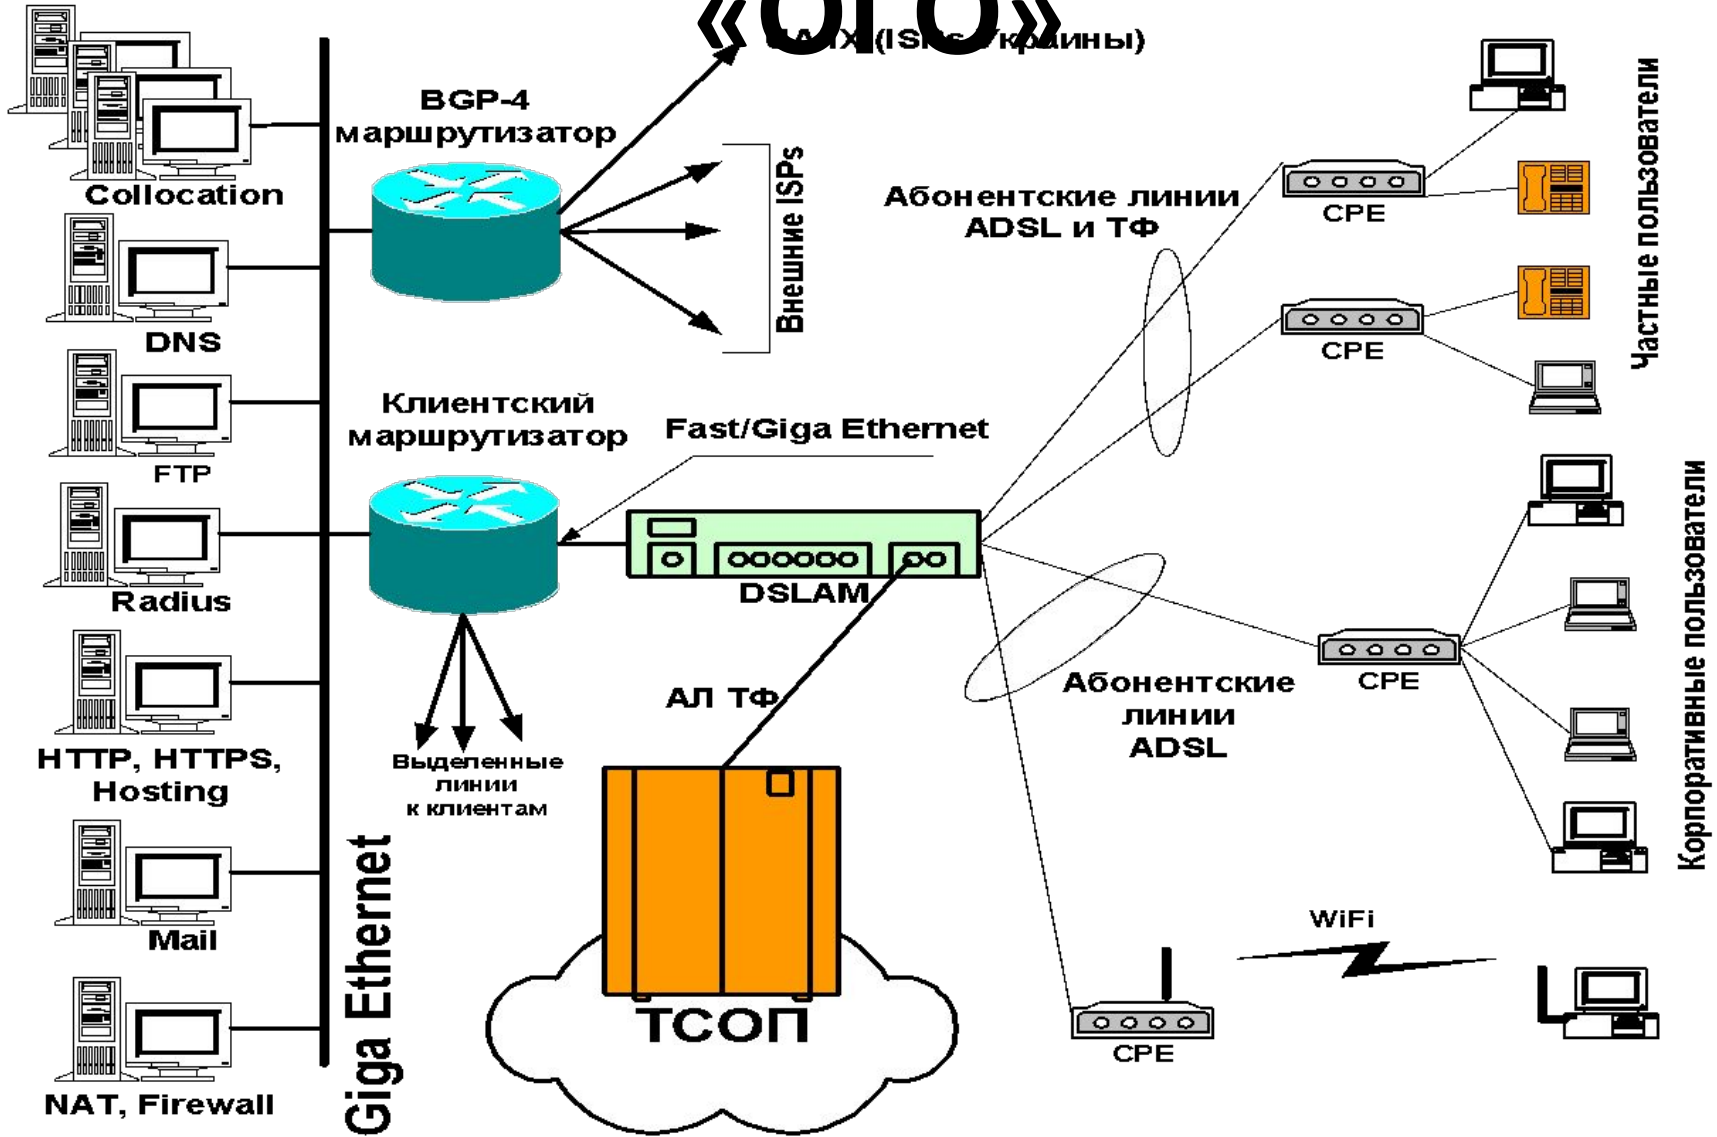 «ОГО»
(ISPs Украины)
BGP-4
маршрутизатор
Collocation
Внешние ISPs
Абонентские линии
ADSL и ТФ
CPE
Частные пользователи
DNS
CPE
Клиентский
маршрутизатор
Fast/Giga Ethernet
FTP
Radius
DSLAM
Корпоративные пользователи
АЛ ТФ
Абонентские
линии
ADSL
CPE
HTTP, HTTPS,
Hosting
Выделенные
линии
к клиентам
Giga Ethernet
Mail
WiFi
ТСОП
CPE
NAT, Firewall